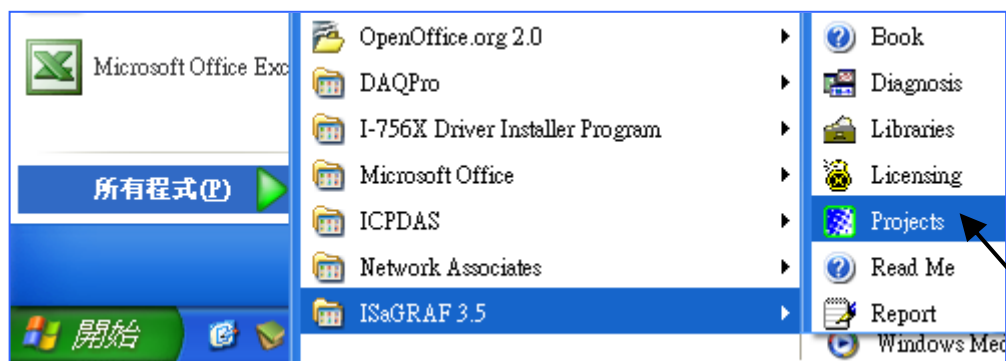 Microsoft Office Exc
所有程式(P)
開始
OpenOffice.org 2.0
DAQPro
I-756X Driver Installer Program
Microsoft Office
ICPDAS
Network Associates
ISaGRAF 3.5
Book
Diagnosis
Libraries
Licensing
Projects
Read Me
Report
Windows Med